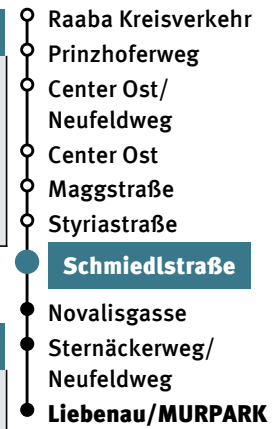 Raaba Kreisverkehr
Prinzhoferweg
Center Ost/
Neufeldweg
Center Ost
Maggstraße
Styriastraße
Schmiedlstraße
Novalisgasse
Sternäckerweg/
Neufeldweg
Liebenau/MURPARK